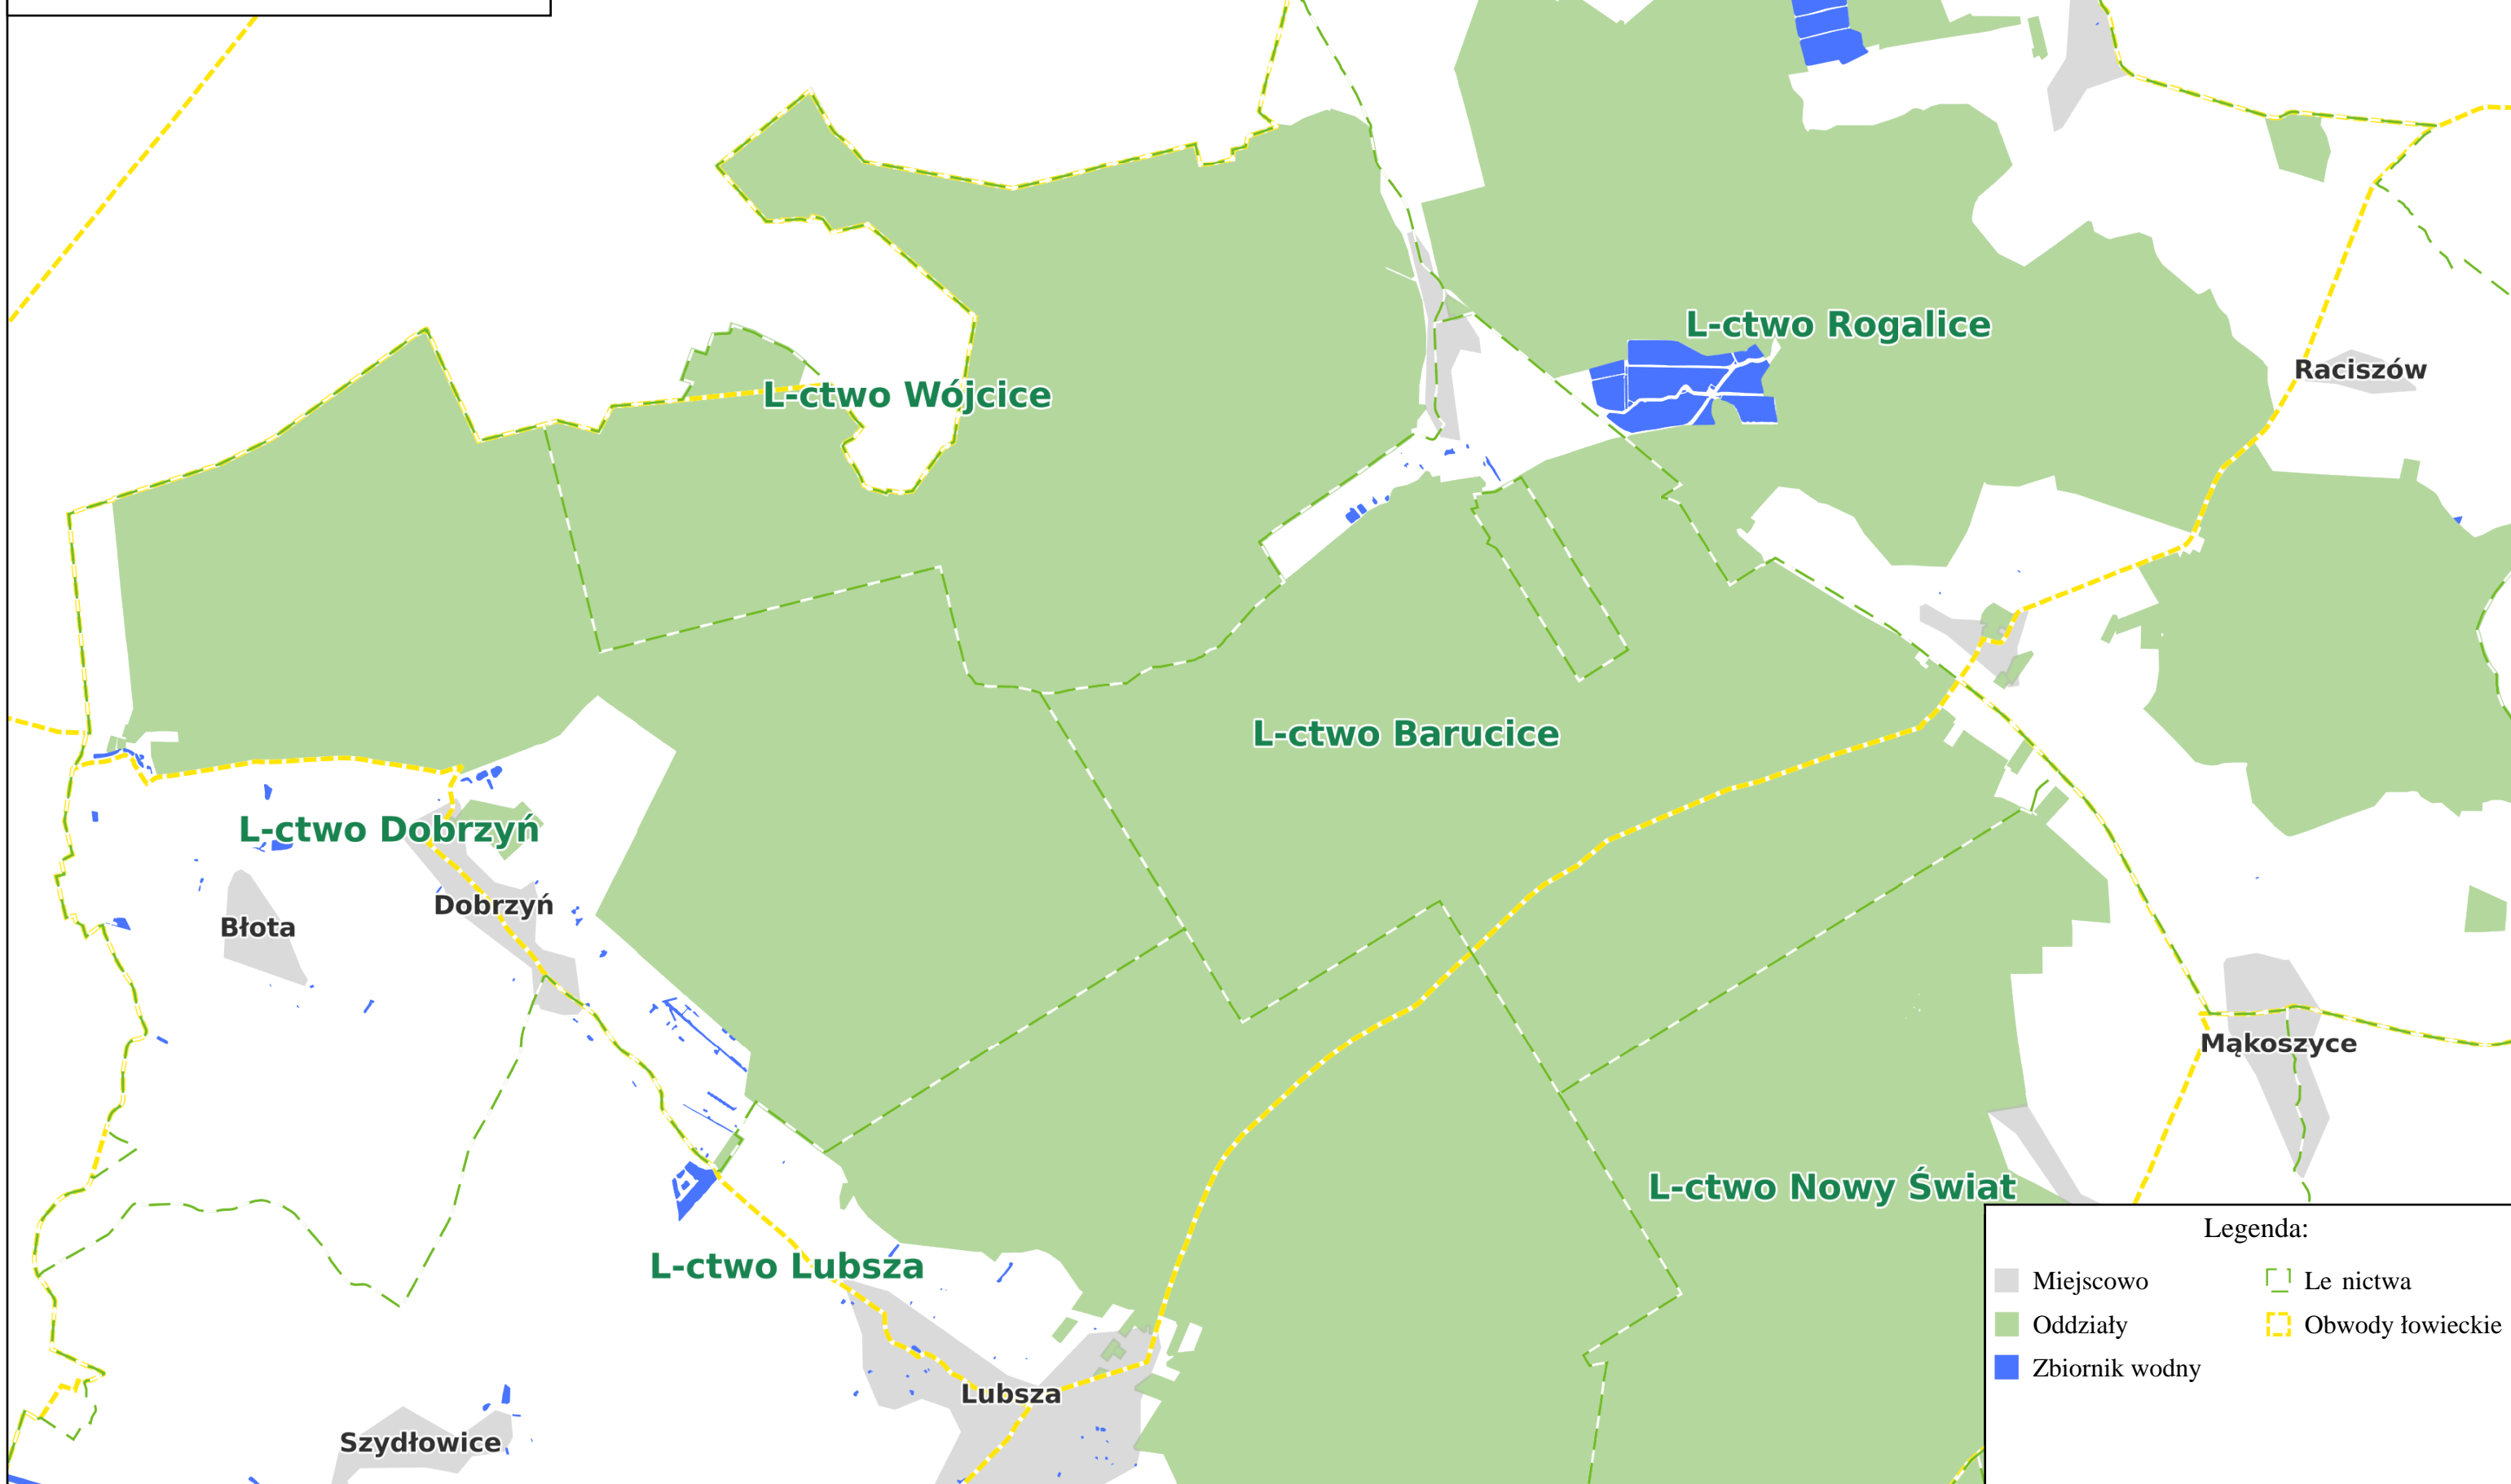 L-ctwo Rogalice
Raciszów
L-ctwo Wójcice
L-ctwo Barucice
L-ctwo Dobrzyń
Dobrzyń
Błota
Mąkoszyce
L-ctwo Nowy Świat
L-ctwo Lubsza
Lubsza
Szydłowice
Legenda:
Miejscowo
Le nictwa
Oddziały
Obwody łowieckie
Zbiornik wodny